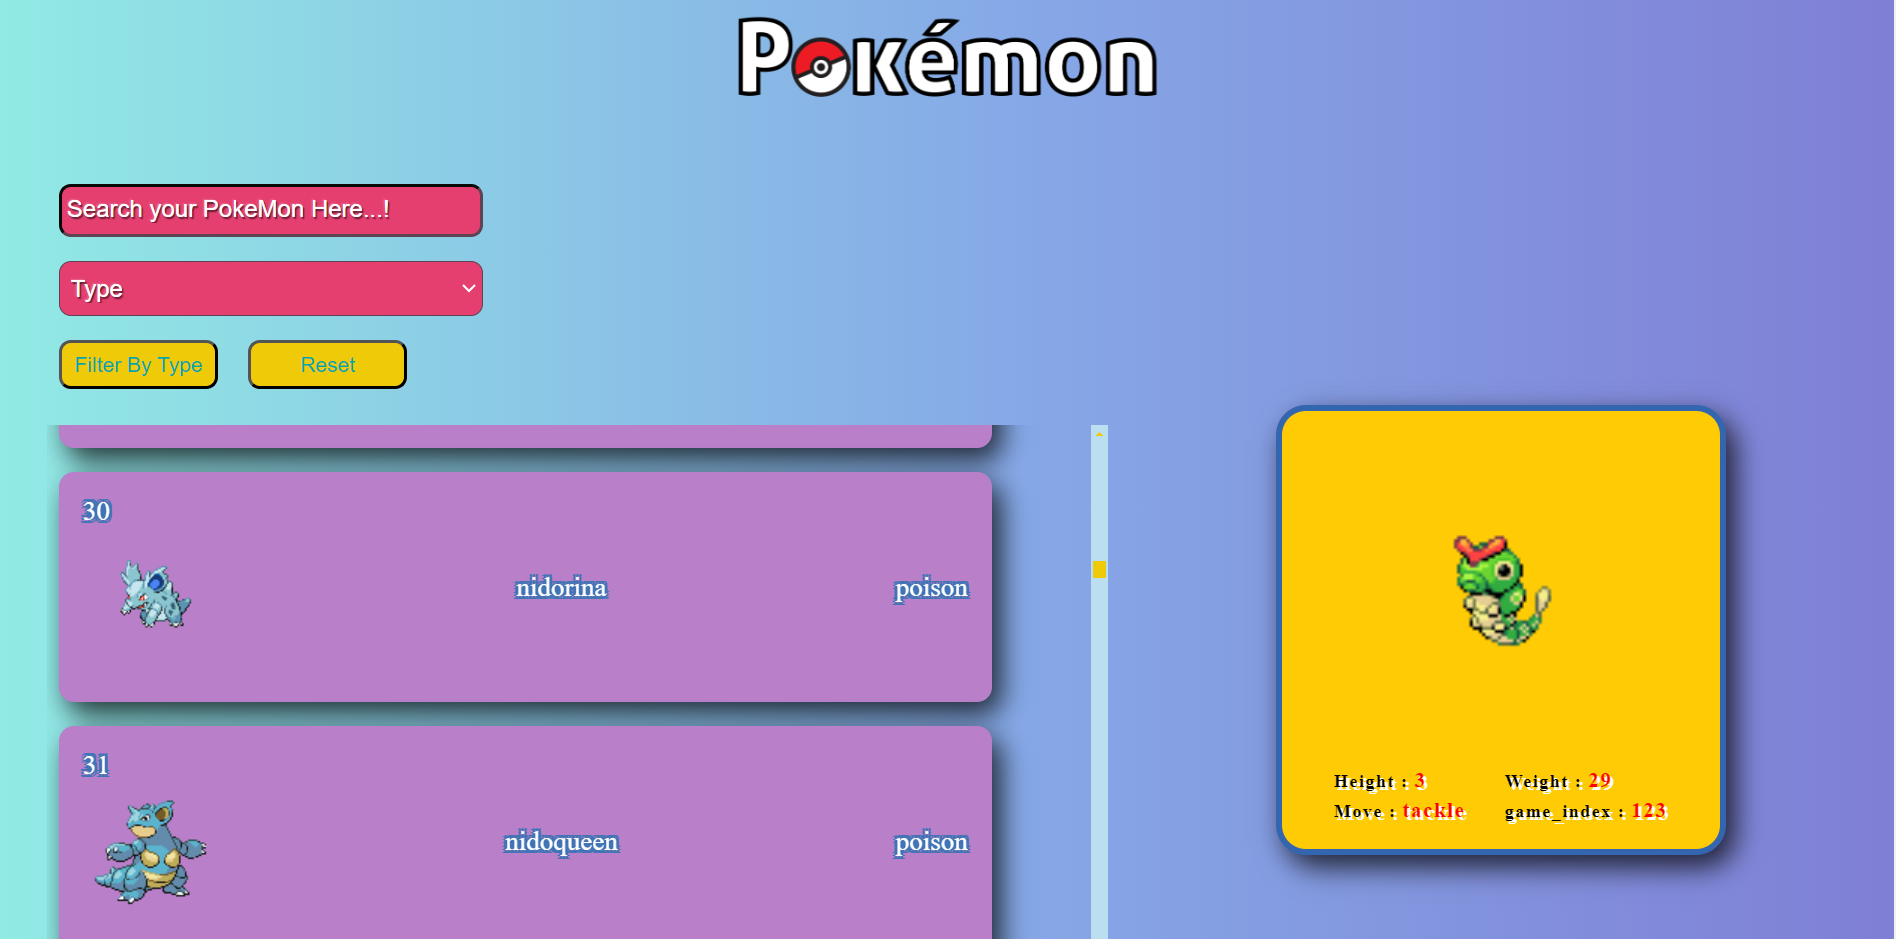 Pokémon
Search your PokeMon Here...!
Type
Filter By Type
Reset
30
nidorina
poison
31
nidoqueen
poison
Height : 3
Weight : 29
Move : tackle
game_index : 123